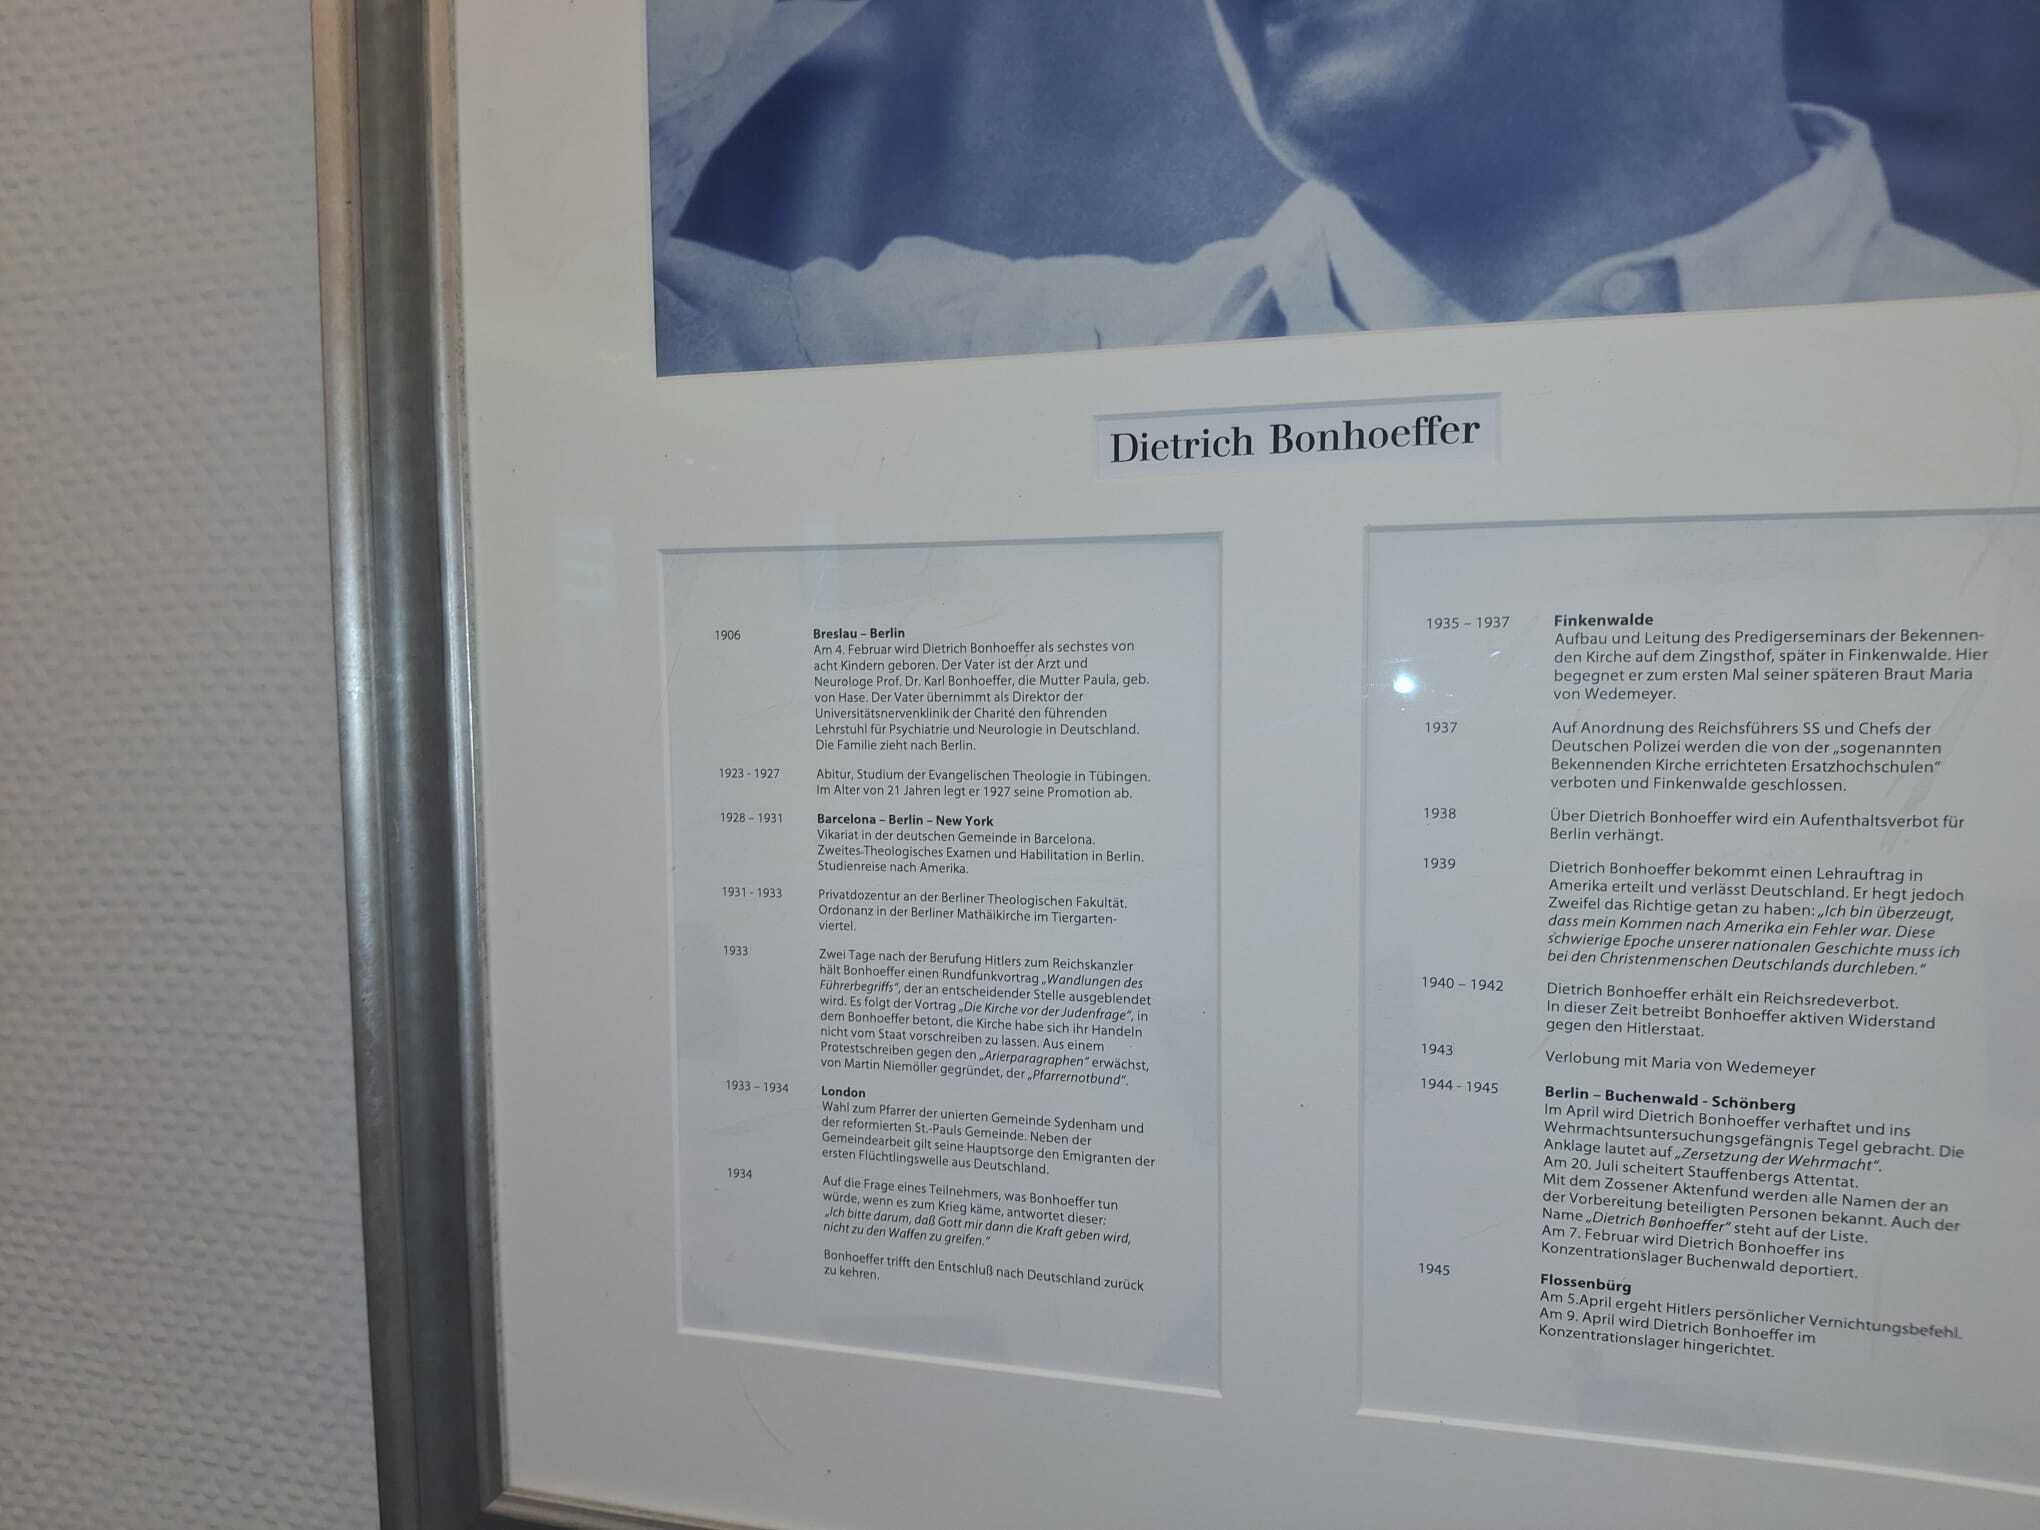 Dietrich Bonhoeffer
1906
Breslau – Berlin
Am 4. Februar wird Dietrich Bonhoeffer als sechstes von
acht Kindern geboren. Der Vater ist der Arzt und
Neurologe Prof. Dr. Karl Bonhoeffer, die Mutter Paula, geb.
von Hase. Der Vater übernimmt als Direktor der
Universitätsnervenklinik der Charité den führenden
Lehrstuhl für Psychiatrie und Neurologie in Deutschland.
Die Familie zieht nach Berlin.
1923 - 1927
Abitur, Studium der Evangelischen Theologie in Tübingen.
Im Alter von 21 Jahren legt er 1927 seine Promotion ab.
1928 – 1931
Barcelona – Berlin – New York
Vikariat in der deutschen Gemeinde in Barcelona.
Zweites Theologisches Examen und Habilitation in Berlin.
Studienreise nach Amerika.
1931 - 1933
Privatdozentur an der Berliner Theologischen Fakultät.
Ordonanz in der Berliner Mathäikirche im Tiergarten-
viertel.
1933
Zwei Tage nach der Berufung Hitlers zum Reichskanzler
hält Bonhoeffer einen Rundfunkvortrag „Wandlungen des
Führerbegriffs“, der an entscheidender Stelle ausgeblendet
wird. Es folgt der Vortrag „Die Kirche vor der Judenfrage“, in
dem Bonhoeffer betont, die Kirche habe sich ihr Handeln
nicht vom Staat vorschreiben zu lassen. Aus einem
Protestschreiben gegen den „Arierparagraphen“ erwächst,
von Martin Niemöller gegründet, der „Pfarrernotbund“.
1933 – 1934
London
Wahl zum Pfarrer der unierten Gemeinde Sydenham und
der reformierten St.-Pauls Gemeinde. Neben der
Gemeindearbeit gilt seine Hauptsorge den Emigranten der
ersten Flüchtlingswelle aus Deutschland.
1934
Auf die Frage eines Teilnehmers, was Bonhoeffer tun
würde, wenn es zum Krieg käme, antwortet dieser:
„Ich bitte darum, daß Gott mir dann die Kraft geben wird,
nicht zu den Waffen zu greifen.“
Bonhoeffer trifft den Entschluß nach Deutschland zurück
zu kehren.
1935 – 1937
Finkenwalde
Aufbau und Leitung des Predigerseminars der Bekennen-
den Kirche auf dem Zingsthof, später in Finkenwalde. Hier
begegnet er zum ersten Mal seiner späteren Braut Maria
von Wedemeyer.
1937
Auf Anordnung des Reichsführers SS und Chefs der
Deutschen Polizei werden die von der „sogenannten
Bekennenden Kirche errichteten Ersatzhochschulen“
verboten und Finkenwalde geschlossen.
1938
Über Dietrich Bonhoeffer wird ein Aufenthaltsverbot für
Berlin verhängt.
1939
Dietrich Bonhoeffer bekommt einen Lehrauftrag in
Amerika erteilt und verlässt Deutschland. Er hegt jedoch
Zweifel das Richtige getan zu haben: „Ich bin überzeugt,
dass mein Kommen nach Amerika ein Fehler war. Diese
schwierige Epoche unserer nationalen Geschichte muss ich
bei den Christenmenschen Deutschlands durchleben.“
1940 – 1942
Dietrich Bonhoeffer erhält ein Reichsredeverbot.
In dieser Zeit betreibt Bonhoeffer aktiven Widerstand
gegen den Hitlerstaat.
1943
Verlobung mit Maria von Wedemeyer
1944 - 1945
Berlin – Buchenwald - Schönberg
Im April wird Dietrich Bonhoeffer verhaftet und ins
Wehrmachtsuntersuchungsgefängnis Tegel gebracht. Die
Anklage lautet auf „Zersetzung der Wehrmacht“.
Am 20. Juli scheitert Stauffenbergs Attentat.
Mit dem Zossener Aktenfund werden alle Namen der an
der Vorbereitung beteiligten Personen bekannt. Auch der
Name „Dietrich Bonhoeffer“ steht auf der Liste.
Am 7. Februar wird Dietrich Bonhoeffer ins
Konzentrationslager Buchenwald deportiert.
1945
Flossenbürg
Am 5.April ergeht Hitlers persönlicher Vernichtungsbefehl.
Am 9. April wird Dietrich Bonhoeffer im
Konzentrationslager hingerichtet.